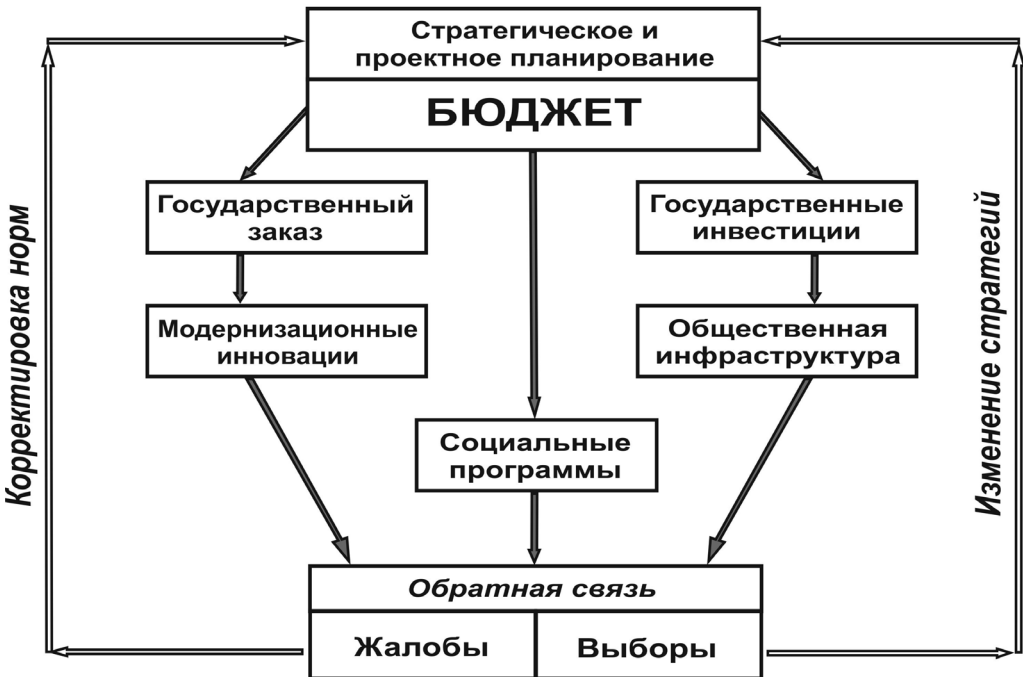 Стратегическое и
проектное планирование
БЮДЖЕТ
Государственный
заказ
Государственные
инвестиции
Модернизационные
инновации
Общественная
инфраструктура
Социальные
программы
Обратная связь
Жалобы
Выборы
Корректировка норм
Изменение стратегий